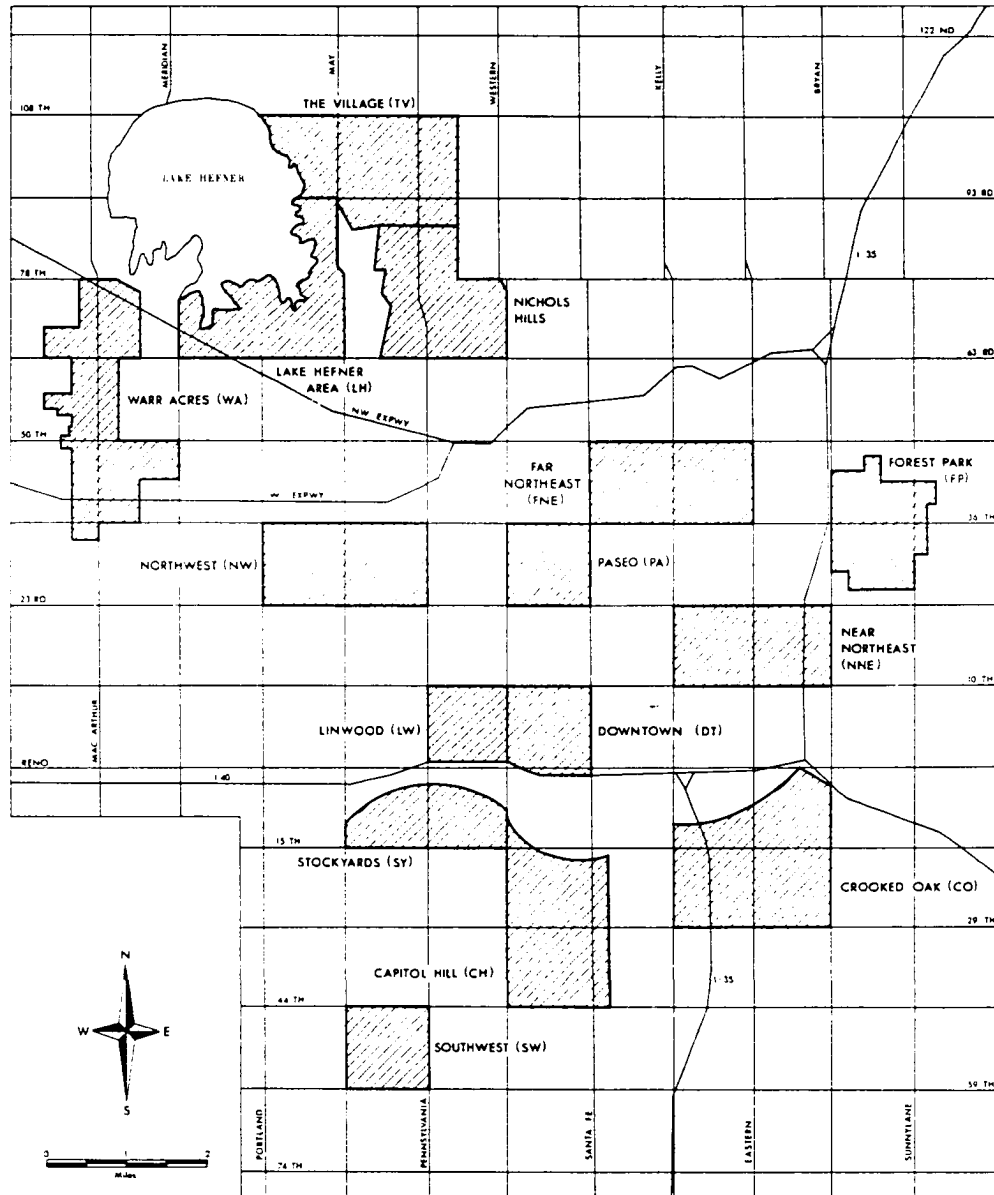 122 ND
MERIDIAN
MAY
WESTERN
KELLY
BRYAN
108 TH
THE VILLAGE (TV)
LAKE HEFNER
93 RD
I-35
78 TH
NICHOLS
HILLS
63 RD
LAKE HEFNER
AREA (LH)
WARR ACRES (WA)
NW EXPWY
50 TH
FAR
NORTHEAST
(FNE)
FOREST PARK
(FP)
W EXPWY
36 TH
NORTHWEST (NW)
PASEO (PA)
23 RD
NEAR
NORTHEAST
(NNE)
10 TH
MAC ARTHUR
LINWOOD (LW)
DOWNTOWN (DT)
RENO
I-40
15 TH
STOCKYARDS (SY)
CROOKED OAK (CO)
29 TH
CAPITOL HILL (CH)
I-35
44 TH
N
W E
S
SOUTHWEST (SW)
59 TH
PORTLAND
PENNSYLVANIA
SANTA FE
EASTERN
SUNNYLANE
0 2
Miles
74 TH